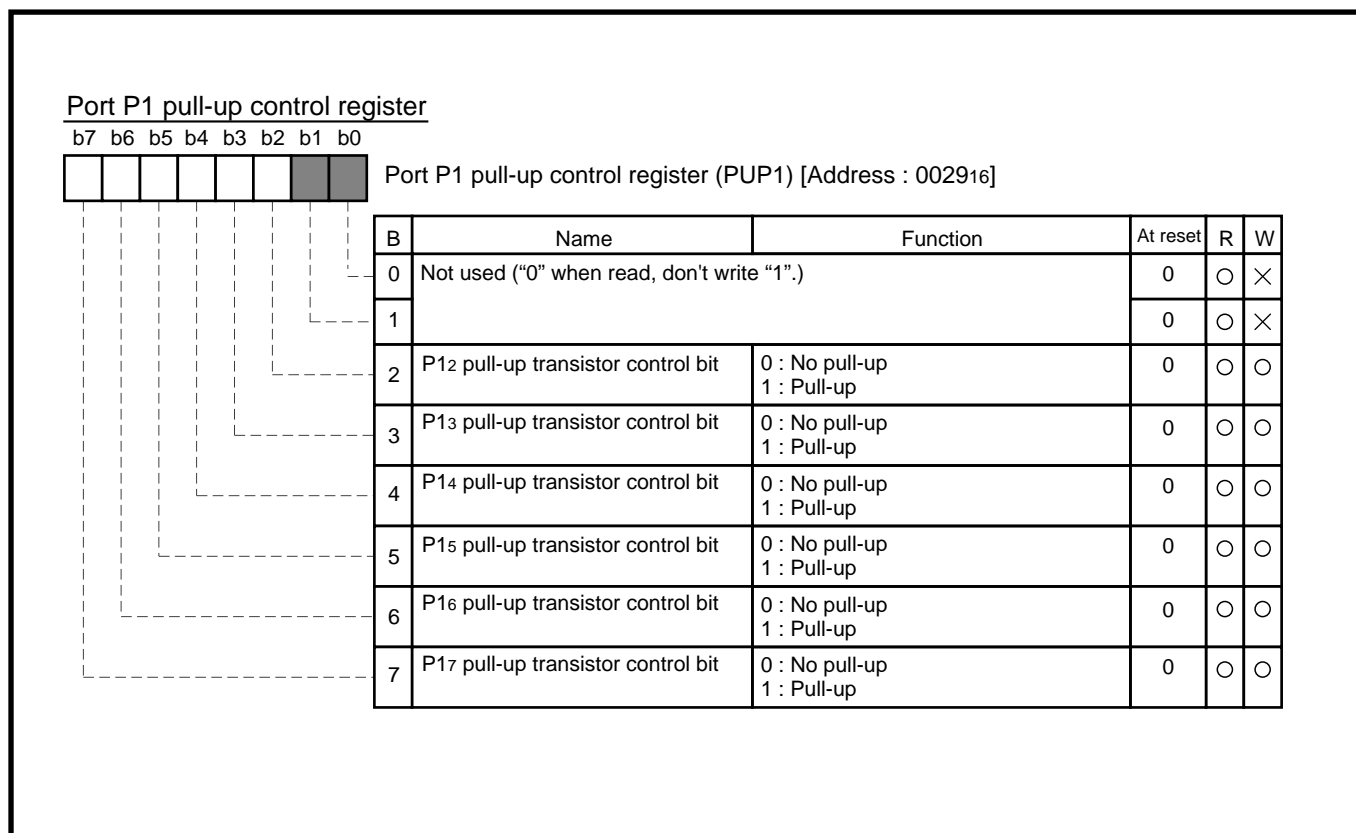 Port P1 pull-up control register
b7 b6 b5 b4 b3 b2 b1 b0
Port P1 pull-up control register (PUP1) [Address : 002916]
B Name Function At reset R W
0 Not used (“0” when read, don't write “1”.) 0 ○ ×
1 0 ○ ×
2 P12 pull-up transistor control bit 0 : No pull-up 0 ○ ○
1 : Pull-up
3 P13 pull-up transistor control bit 0 : No pull-up 0 ○ ○
1 : Pull-up
4 P14 pull-up transistor control bit 0 : No pull-up 0 ○ ○
1 : Pull-up
5 P15 pull-up transistor control bit 0 : No pull-up 0 ○ ○
1 : Pull-up
6 P16 pull-up transistor control bit 0 : No pull-up 0 ○ ○
1 : Pull-up
7 P17 pull-up transistor control bit 0 : No pull-up 0 ○ ○
1 : Pull-up